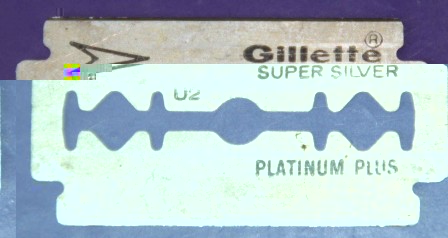 Gillette®
SUPER SILVER
U2
PLATINUM PLUS